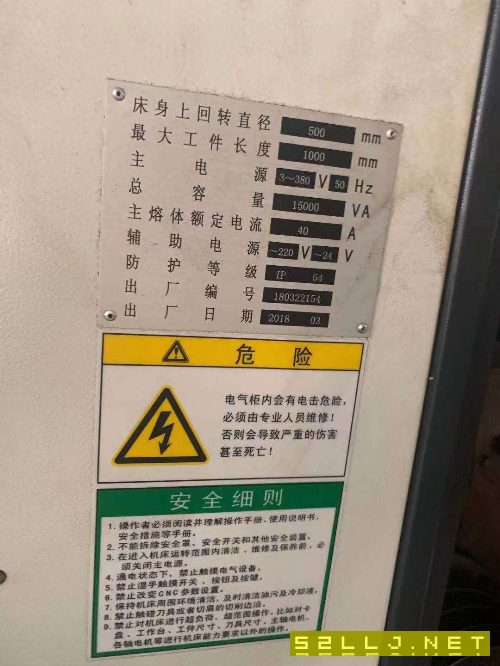 床身上回转直径 500 mm
最大工件长度 1000 mm
主电源 3~380 V 50 Hz
总容量 15000 VA
主熔体额定电流 40 A
辅助电源 ~220 V ~24 V
防护等级 IP 54
出厂编号 180322154
出厂日期 2018 03
危险
电气柜内会有电击危险，
必须由专业人员维修！
否则会导致严重的伤害
甚至死亡！
安全细则
1. 操作者必须阅读并理解操作手册、使用说明书、
安全措施等手册。
2. 不能拆除安全罩、安全开关和其他安全装置。
3. 在进入机床运转范围内清洁、维修及保养前，必
须关闭主电源。
4. 通电状态下，禁止触摸电气设备。
5. 禁止湿手触摸开关、按钮及按键。
6. 禁止改变CNC参数设置。
7. 保持机床周围环境清洁，及时清洁油污及冷却液。
8. 禁止触碰刀具或者切屑的切削边沿。
9. 禁止对机床进行超负荷、超范围操作，比如对卡
盘、工作台、工件尺寸、刀具尺寸、主轴电机、
各轴电机等进行机床能力要求以外的操作。
52LLJ.NET